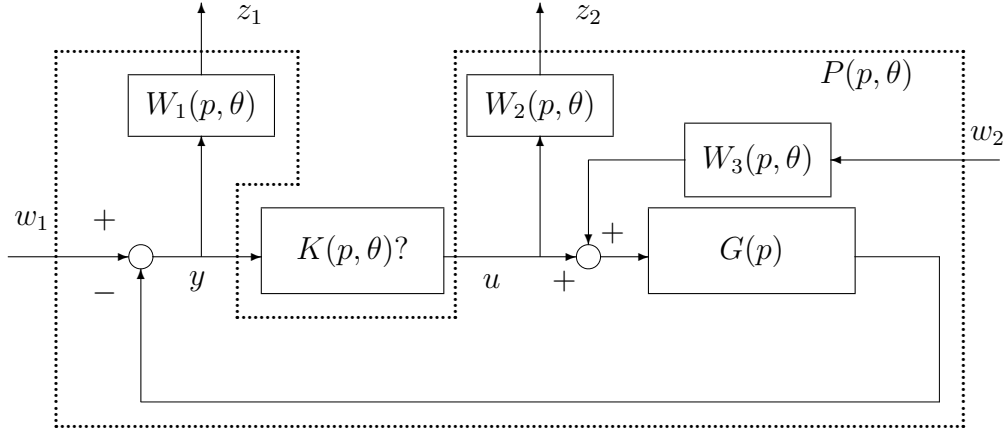 z₁
z₂
P(p, θ)
W₁(p, θ)
W₂(p, θ)
W₃(p, θ)
w₂
w₁
+
+
K(p, θ)?
G(p)
−
y
u
+